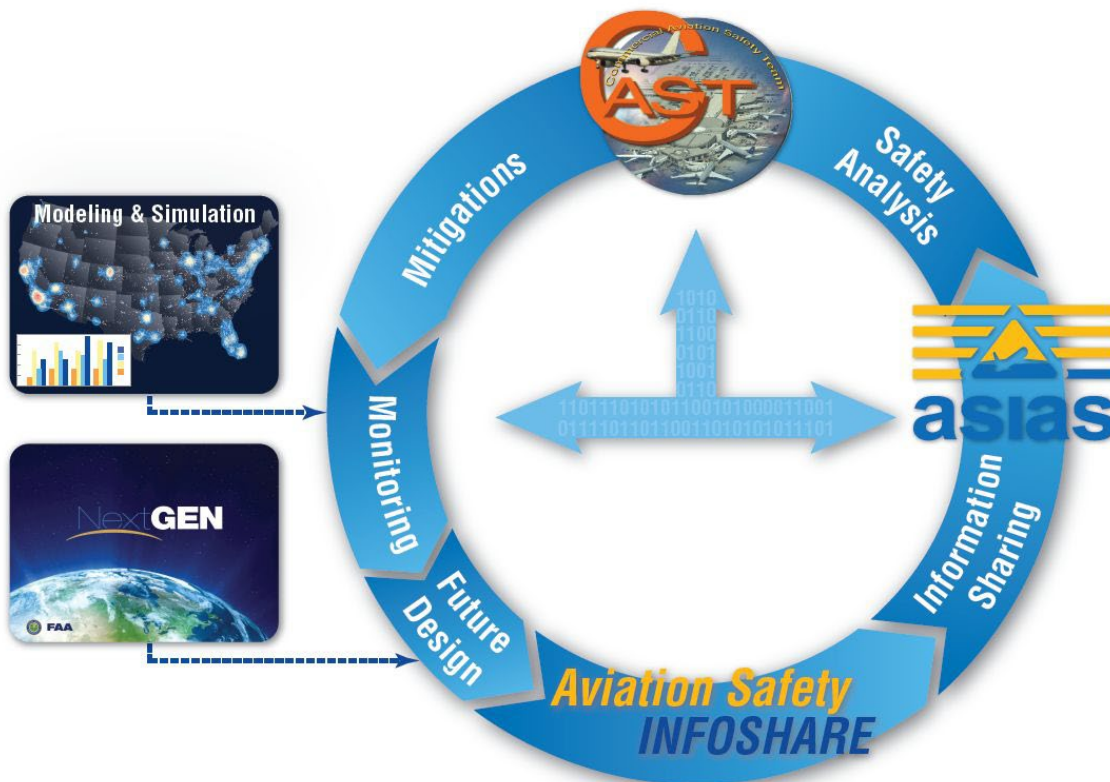 Commercial Aviation Safety Team
CAST
Safety
Analysis
Mitigations
Modeling & Simulation
1010
0110
1100
0101
1001
0110
11011101010110010101000011001
01111011011001101010101011101
asias
Monitoring
NextGEN
FAA
Information
Sharing
Future
Design
Aviation Safety
INFOSHARE